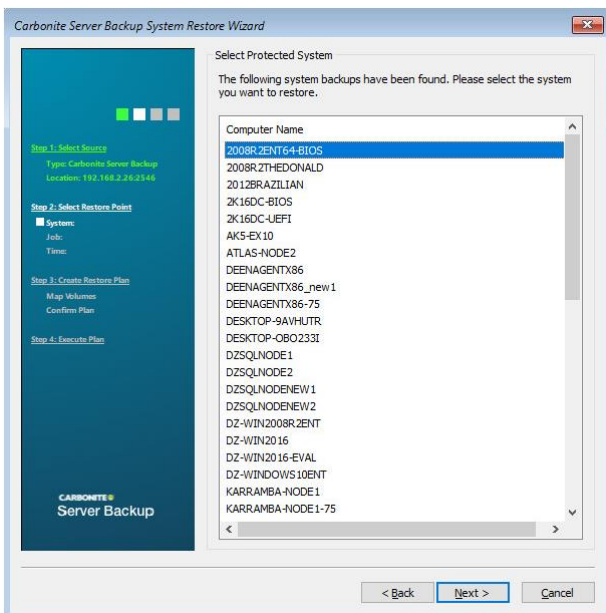 Carbonite Server Backup System Restore Wizard
Step 1: Select Source
Type: Carbonite Server Backup
Location: 192.168.2.26:2546
Step 2: Select Restore Point
System:
Job:
Time:
Step 3: Create Restore Plan
Map Volumes
Confirm Plan
Step 4: Execute Plan
CARBONITE
Server Backup
Select Protected System
The following system backups have been found. Please select the system
you want to restore.
Computer Name
2008R2ENT64-BIOS
2008R2THEDONALD
2012BRAZILIAN
2K16DC-BIOS
2K16DC-UEFI
AK5-EX10
ATLAS-NODE2
DEENAGENTX86
DEENAGENTX86_new1
DEENAGENTX86-75
DESKTOP-9AVHUTR
DESKTOP-OBO233I
DZSQLNODE1
DZSQLNODE2
DZSQLNODENEW1
DZSQLNODENEW2
DZ-WIN2008R2ENT
DZ-WIN2016
DZ-WIN2016-EVAL
DZ-WINDOWS10ENT
KARRAMBA-NODE1
KARRAMBA-NODE1-75
< Back
Next >
Cancel